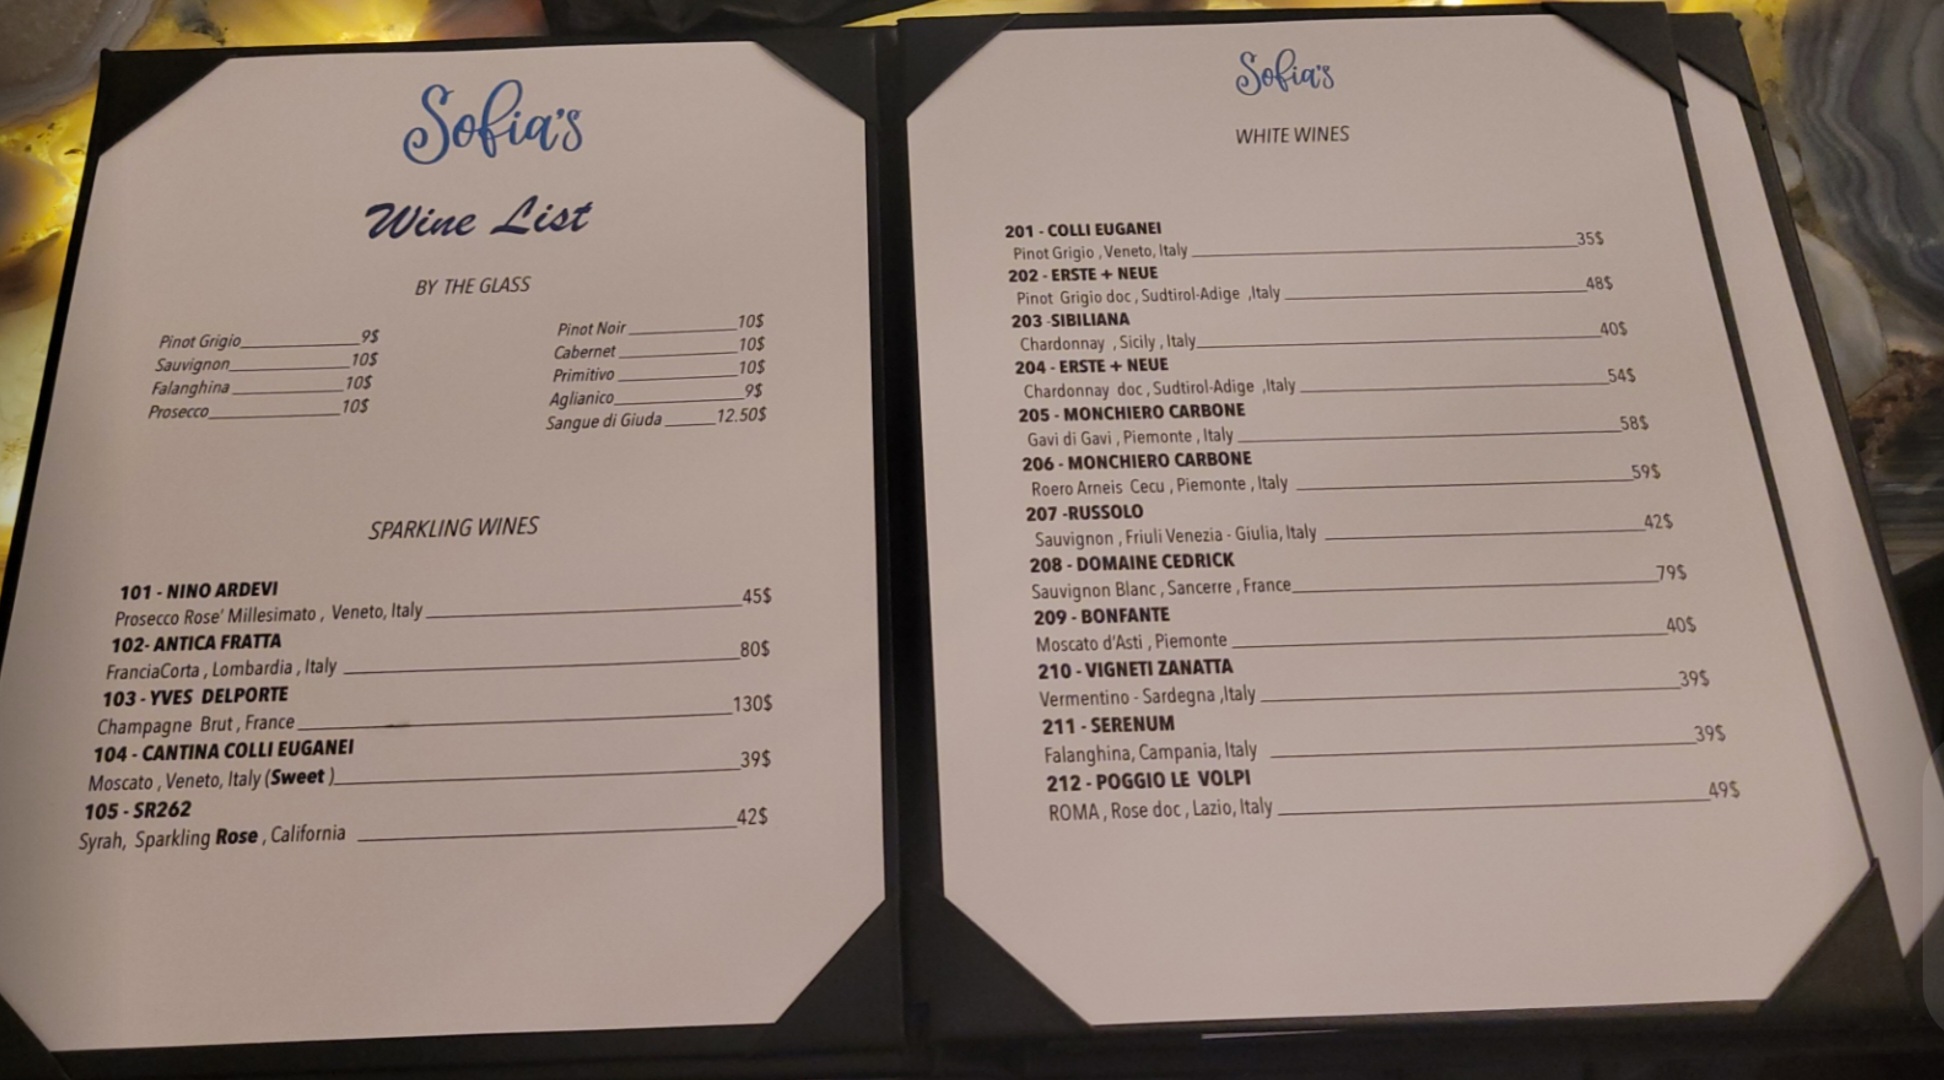 Sofia's
Wine List
BY THE GLASS
Pinot Grigio 9$
Sauvignon 10$
Falanghina 10$
Prosecco 10$
Pinot Noir 10$
Cabernet 10$
Primitivo 10$
Aglianico 9$
Sangue di Giuda 12.50$
SPARKLING WINES
101 - NINO ARDEVI
Prosecco Rose' Millesimato , Veneto, Italy 45$
102- ANTICA FRATTA
FranciaCorta , Lombardia , Italy 80$
103 - YVES DELPORTE
Champagne Brut , France 130$
104 - CANTINA COLLI EUGANEI
Moscato , Veneto, Italy (Sweet ) 39$
105 - SR262
Syrah, Sparkling Rose , California 42$
Sofia's
WHITE WINES
201 - COLLI EUGANEI
Pinot Grigio , Veneto, Italy 35$
202 - ERSTE + NEUE
Pinot Grigio doc , Sudtirol-Adige ,Italy 48$
203 -SIBILIANA
Chardonnay , Sicily , Italy 40$
204 - ERSTE + NEUE
Chardonnay doc , Sudtirol-Adige ,Italy 54$
205 - MONCHIERO CARBONE
Gavi di Gavi , Piemonte , Italy 58$
206 - MONCHIERO CARBONE
Roero Arneis Cecu , Piemonte , Italy 59$
207 -RUSSOLO
Sauvignon , Friuli Venezia - Giulia, Italy 42$
208 - DOMAINE CEDRICK
Sauvignon Blanc , Sancerre , France 79$
209 - BONFANTE
Moscato d'Asti , Piemonte 40$
210 - VIGNETI ZANATTA
Vermentino - Sardegna ,Italy 39$
211 - SERENUM
Falanghina, Campania, Italy 39$
212 - POGGIO LE VOLPI
ROMA , Rose doc , Lazio, Italy 49$